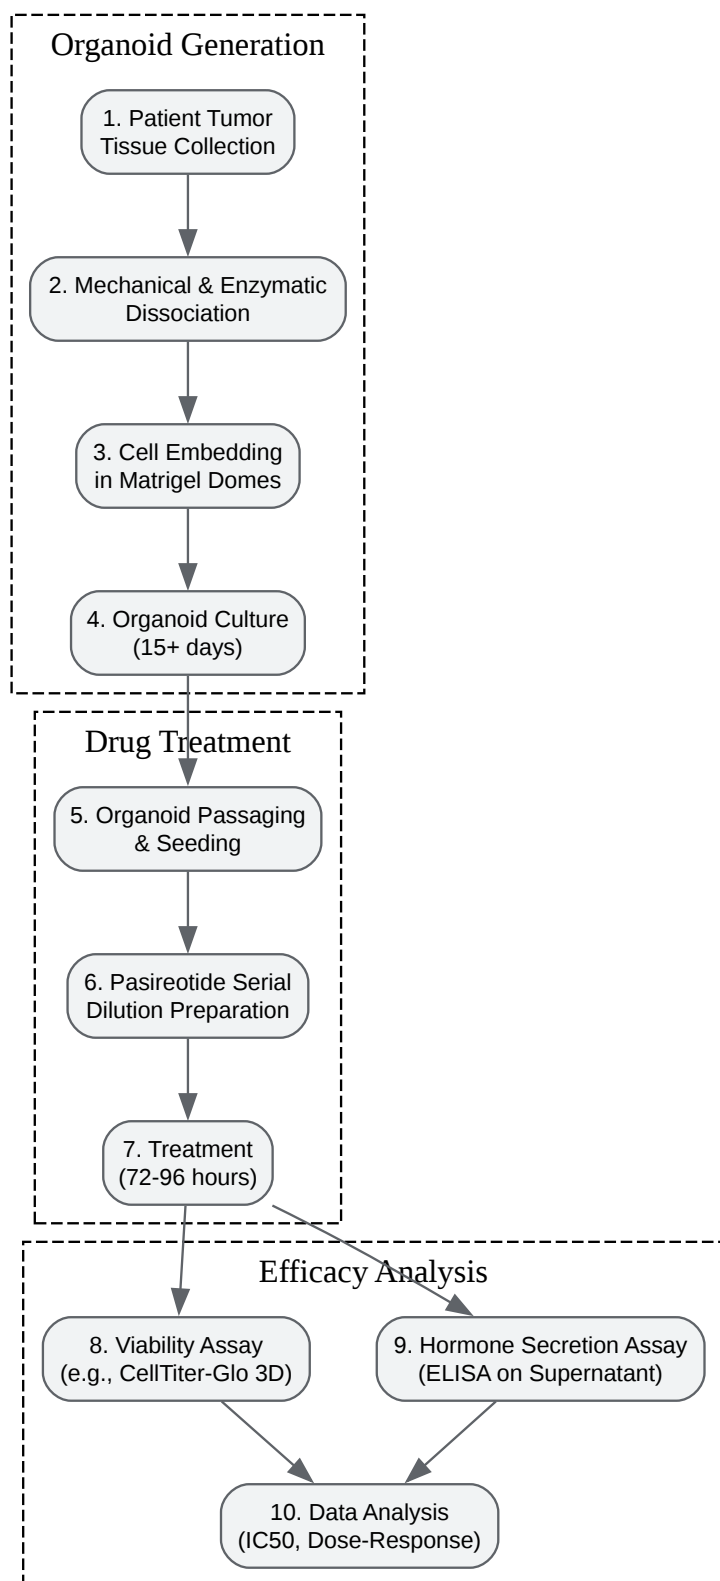 Organoid Generation
1. Patient Tumor
Tissue Collection
2. Mechanical & Enzymatic
Dissociation
3. Cell Embedding
in Matrigel Domes
4. Organoid Culture
(15+ days)
Drug Treatment
5. Organoid Passaging
& Seeding
6. Pasireotide Serial
Dilution Preparation
7. Treatment
(72-96 hours)
Efficacy Analysis
8. Viability Assay
(e.g., CellTiter-Glo 3D)
9. Hormone Secretion Assay
(ELISA on Supernatant)
10. Data Analysis
(IC50, Dose-Response)